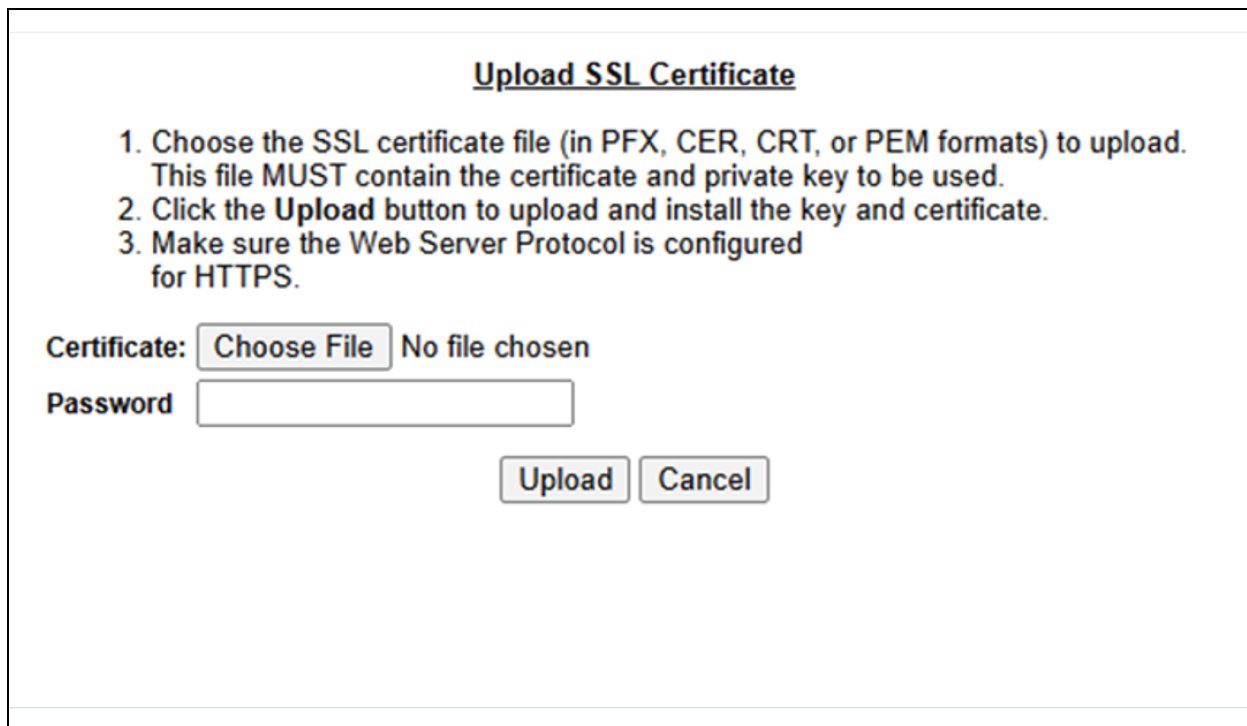 Upload SSL Certificate
1. Choose the SSL certificate file (in PFX, CER, CRT, or PEM formats) to upload.
This file MUST contain the certificate and private key to be used.
2. Click the Upload button to upload and install the key and certificate.
3. Make sure the Web Server Protocol is configured
for HTTPS.
Certificate: Choose File No file chosen
Password
Upload Cancel